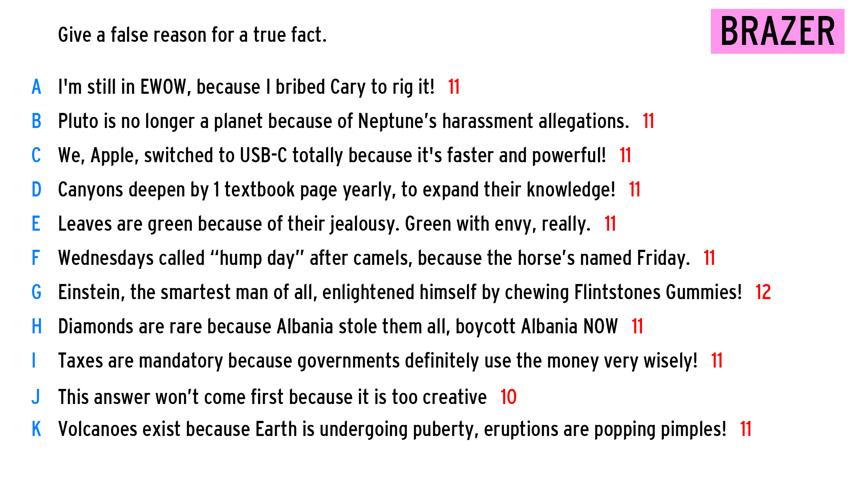 Give a false reason for a true fact.
BRAZER
A I'm still in EWOW, because I bribed Cary to rig it! 11
B Pluto is no longer a planet because of Neptune’s harassment allegations. 11
C We, Apple, switched to USB-C totally because it's faster and powerful! 11
D Canyons deepen by 1 textbook page yearly, to expand their knowledge! 11
E Leaves are green because of their jealousy. Green with envy, really. 11
F Wednesdays called “hump day” after camels, because the horse’s named Friday. 11
G Einstein, the smartest man of all, enlightened himself by chewing Flintstones Gummies! 12
H Diamonds are rare because Albania stole them all, boycott Albania NOW 11
I Taxes are mandatory because governments definitely use the money very wisely! 11
J This answer won’t come first because it is too creative 10
K Volcanoes exist because Earth is undergoing puberty, eruptions are popping pimples! 11